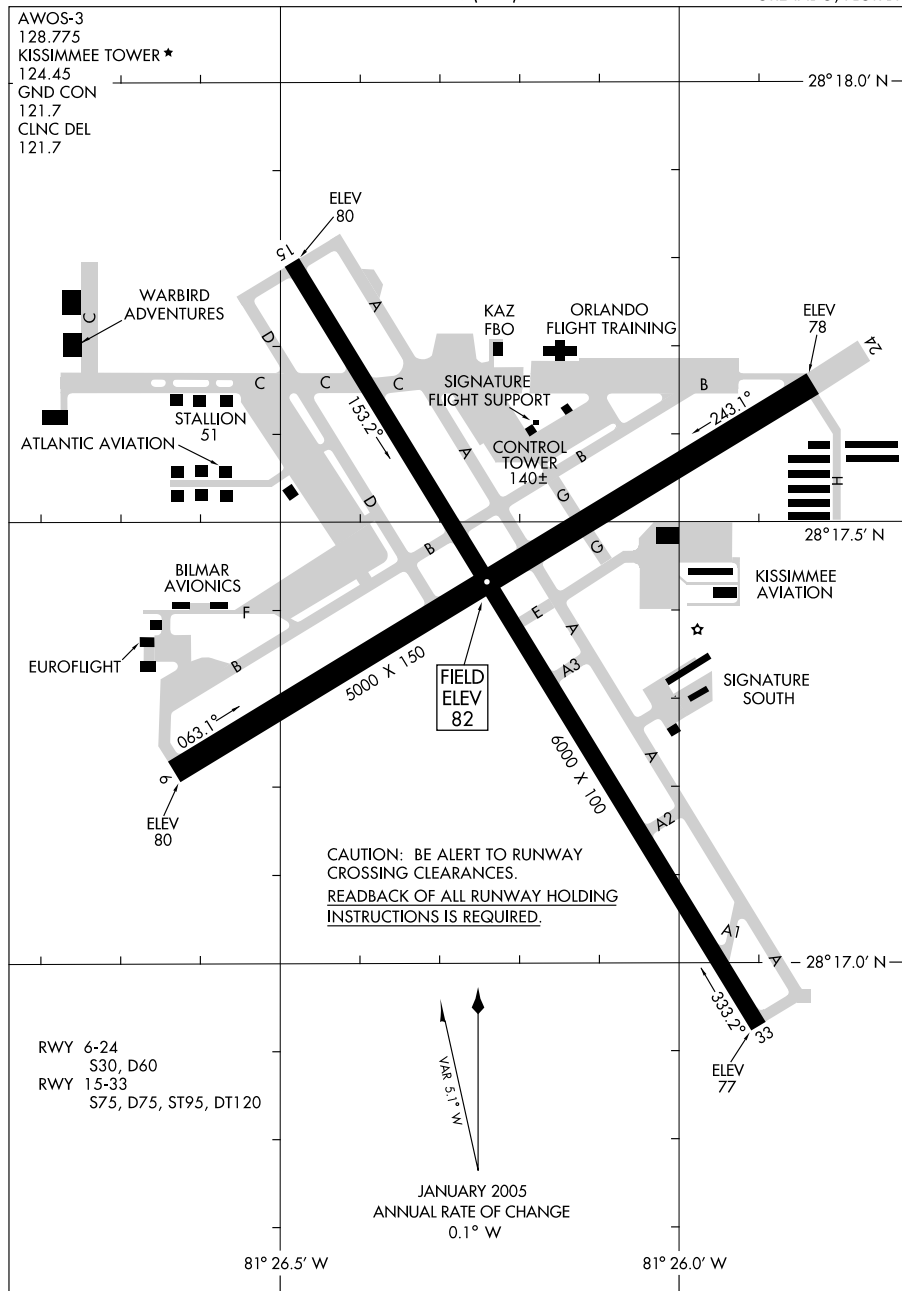 AWOS-3
128.775
KISSIMMEE TOWER ★
124.45
GND CON
121.7
CLNC DEL
121.7
28° 18.0' N
ELEV
80
15
A
D
C
WARBIRD
ADVENTURES
KAZ
FBO
ORLANDO
FLIGHT TRAINING
ELEV
78
24
C
C
C
B
SIGNATURE
FLIGHT SUPPORT
153.2°
243.1°
STALLION
51
ATLANTIC AVIATION
A
CONTROL
TOWER
140±
B
G
H
D
28° 17.5' N
B
G
BILMAR
AVIONICS
F
E
A
KISSIMMEE
AVIATION
EUROFLIGHT
B
5000 X 150
FIELD
ELEV
82
A3
SIGNATURE
SOUTH
063.1°
6000 X 100
A
6
ELEV
80
A2
CAUTION: BE ALERT TO RUNWAY
CROSSING CLEARANCES.
READBACK OF ALL RUNWAY HOLDING
INSTRUCTIONS IS REQUIRED.
A1
A
28° 17.0' N
333.2°
33
ELEV
77
RWY 6-24
S30, D60
RWY 15-33
S75, D75, ST95, DT120
VAR 5.1° W
JANUARY 2005
ANNUAL RATE OF CHANGE
0.1° W
81° 26.5' W
81° 26.0' W